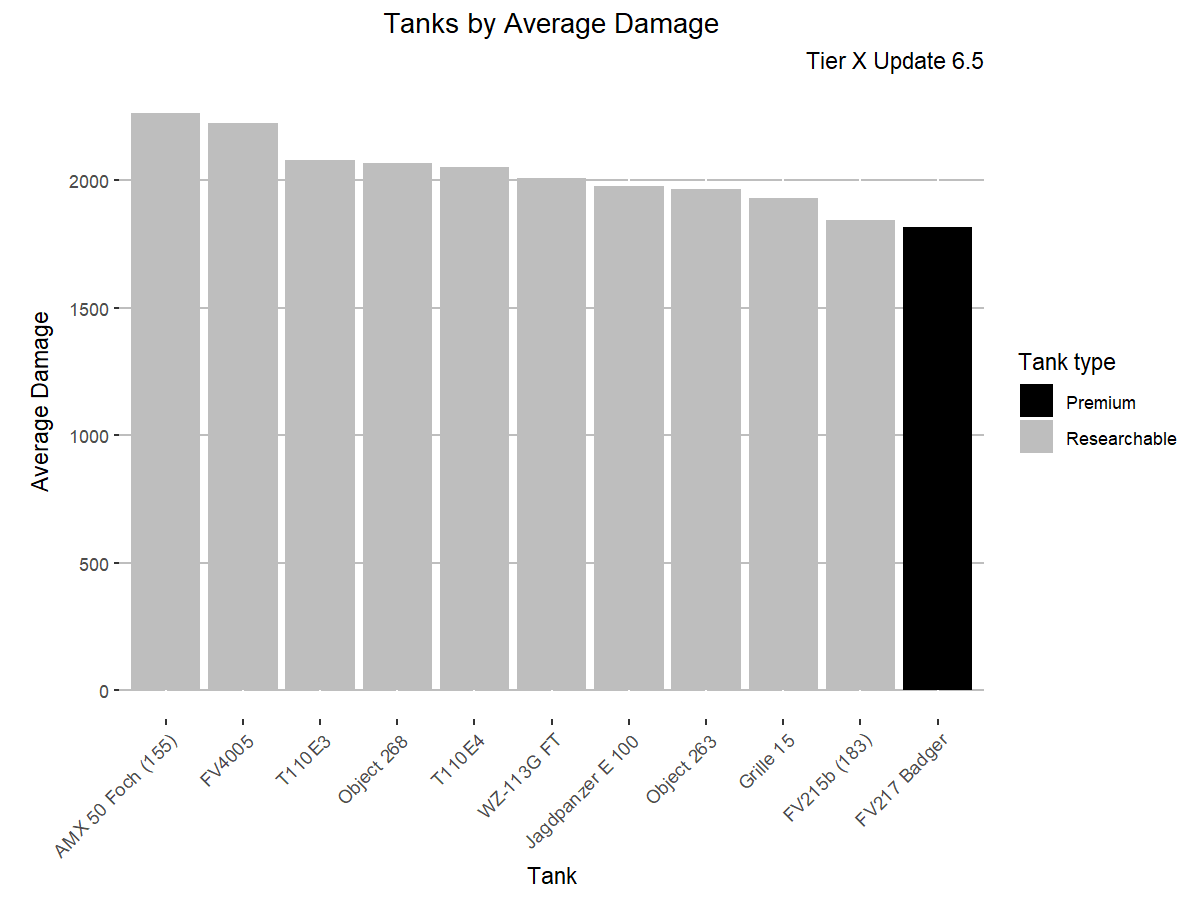 Tanks by Average Damage
Tier X Update 6.5
Average Damage
2000
1500
1000
500
0
AMX 50 Foch (155)
FV4005
T110E3
Object 268
T110E4
WZ-113G FT
Jagdpanzer E 100
Object 263
Grille 15
FV215b (183)
FV217 Badger
Tank
Tank type
Premium
Researchable